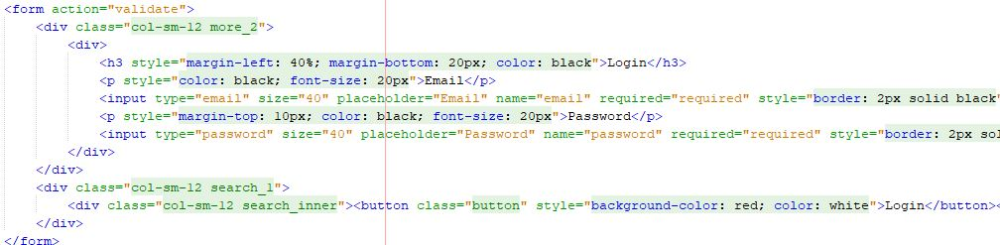 <form action="validate">
<div class="col-sm-12 more_2">
<div>
<h3 style="margin-left: 40%; margin-bottom: 20px; color: black">Login</h3>
<p style="color: black; font-size: 20px">Email</p>
<input type="email" size="40" placeholder="Email" name="email" required="required" style="border: 2px solid black"
<p style="margin-top: 10px; color: black; font-size: 20px">Password</p>
<input type="password" size="40" placeholder="Password" name="password" required="required" style="border: 2px sol
</div>
</div>
<div class="col-sm-12 search_1">
<div class="col-sm-12 search_inner"><button class="button" style="background-color: red; color: white">Login</button><
</div>
</form>